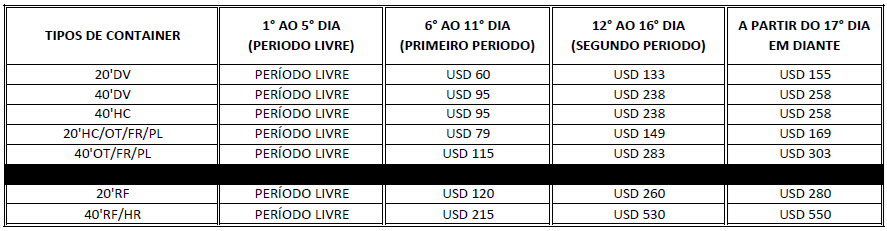 TIPOS DE CONTAINER 1° AO 5° DIA (PERIODO LIVRE) 6° AO 11° DIA (PRIMEIRO PERIODO) 12° AO 16° DIA (SEGUNDO PERIODO) A PARTIR DO 17° DIA EM DIANTE
20'DV PERÍODO LIVRE USD 60 USD 133 USD 155
40'DV PERÍODO LIVRE USD 95 USD 238 USD 258
40'HC PERÍODO LIVRE USD 95 USD 238 USD 258
20'HC/OT/FR/PL PERÍODO LIVRE USD 79 USD 149 USD 169
40'OT/FR/PL PERÍODO LIVRE USD 115 USD 283 USD 303
20'RF PERÍODO LIVRE USD 120 USD 260 USD 280
40'RF/HR PERÍODO LIVRE USD 215 USD 530 USD 550